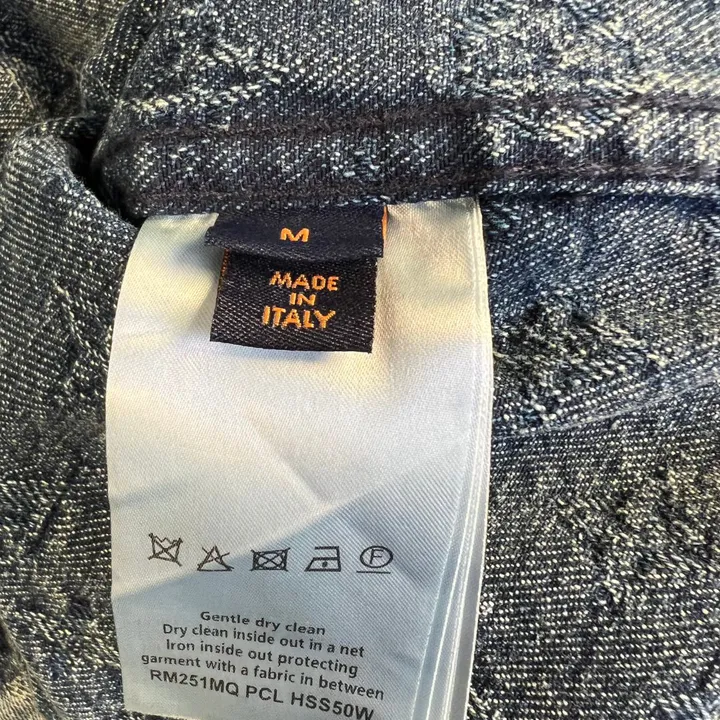 M
MADE
IN
ITALY
F
Gentle dry clean
Dry clean inside out in a net
Iron inside out protecting
garment with a fabric in between
RM251MQ PCL HSS50W